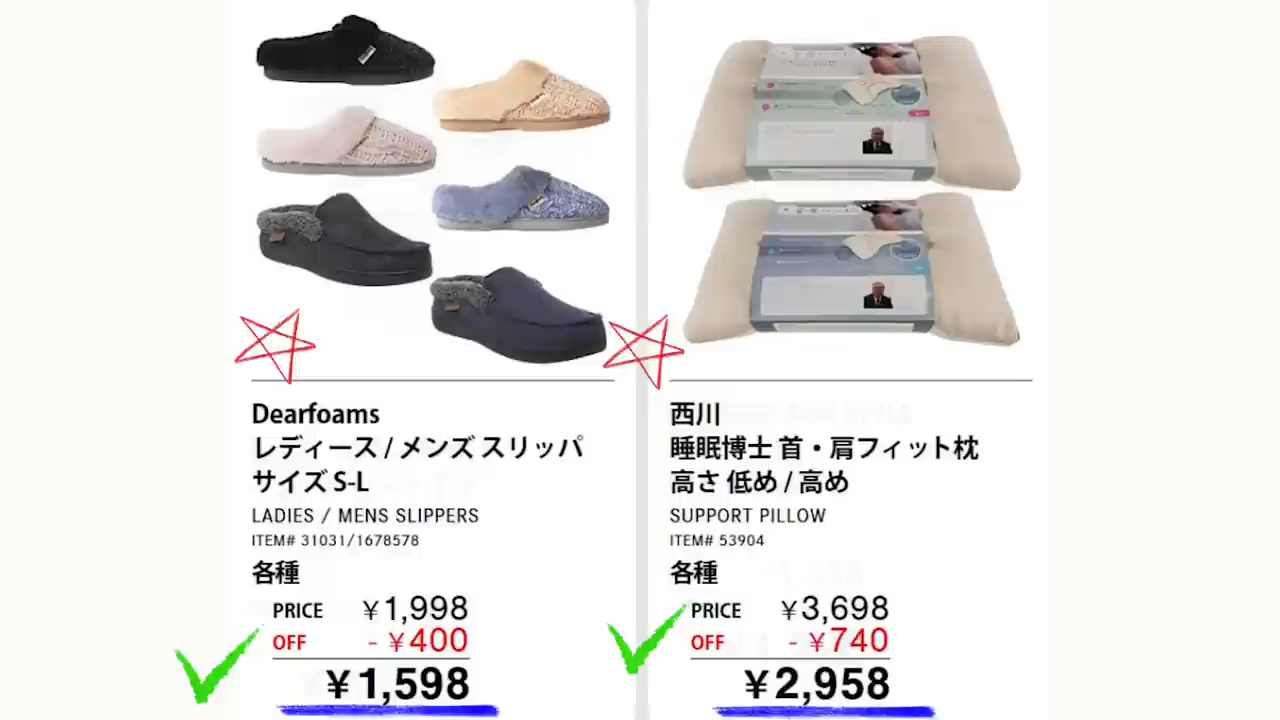 Dearfoams
レディース / メンズ スリッパ
サイズ S-L
LADIES / MENS SLIPPERS
ITEM# 31031/1678578
各種
PRICE ¥1,998
OFF - ¥400
¥1,598
西川
睡眠博士 首・肩フィット枕
高さ 低め / 高め
SUPPORT PILLOW
ITEM# 53904
各種
PRICE ¥3,698
OFF - ¥740
¥2,958